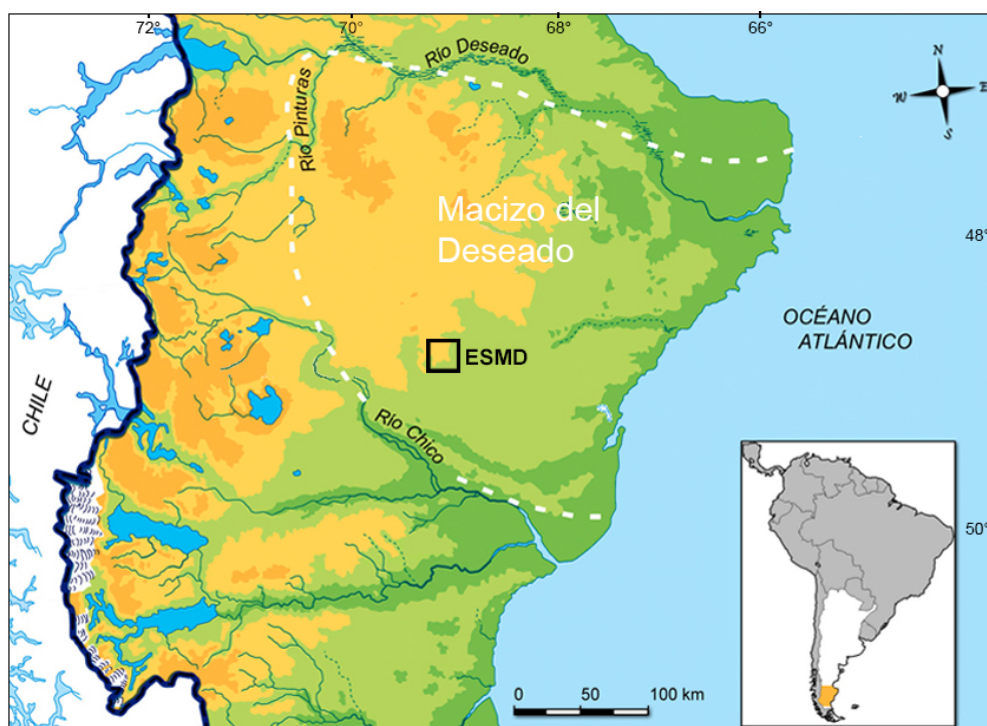 72°
70°
68°
66°
Río Deseado
Río Pinturas
N
W
E
S
Macizo del
Deseado
48°
OCÉANO
ATLÁNTICO
ESMD
CHILE
Río Chico
50°
0
50
100 km